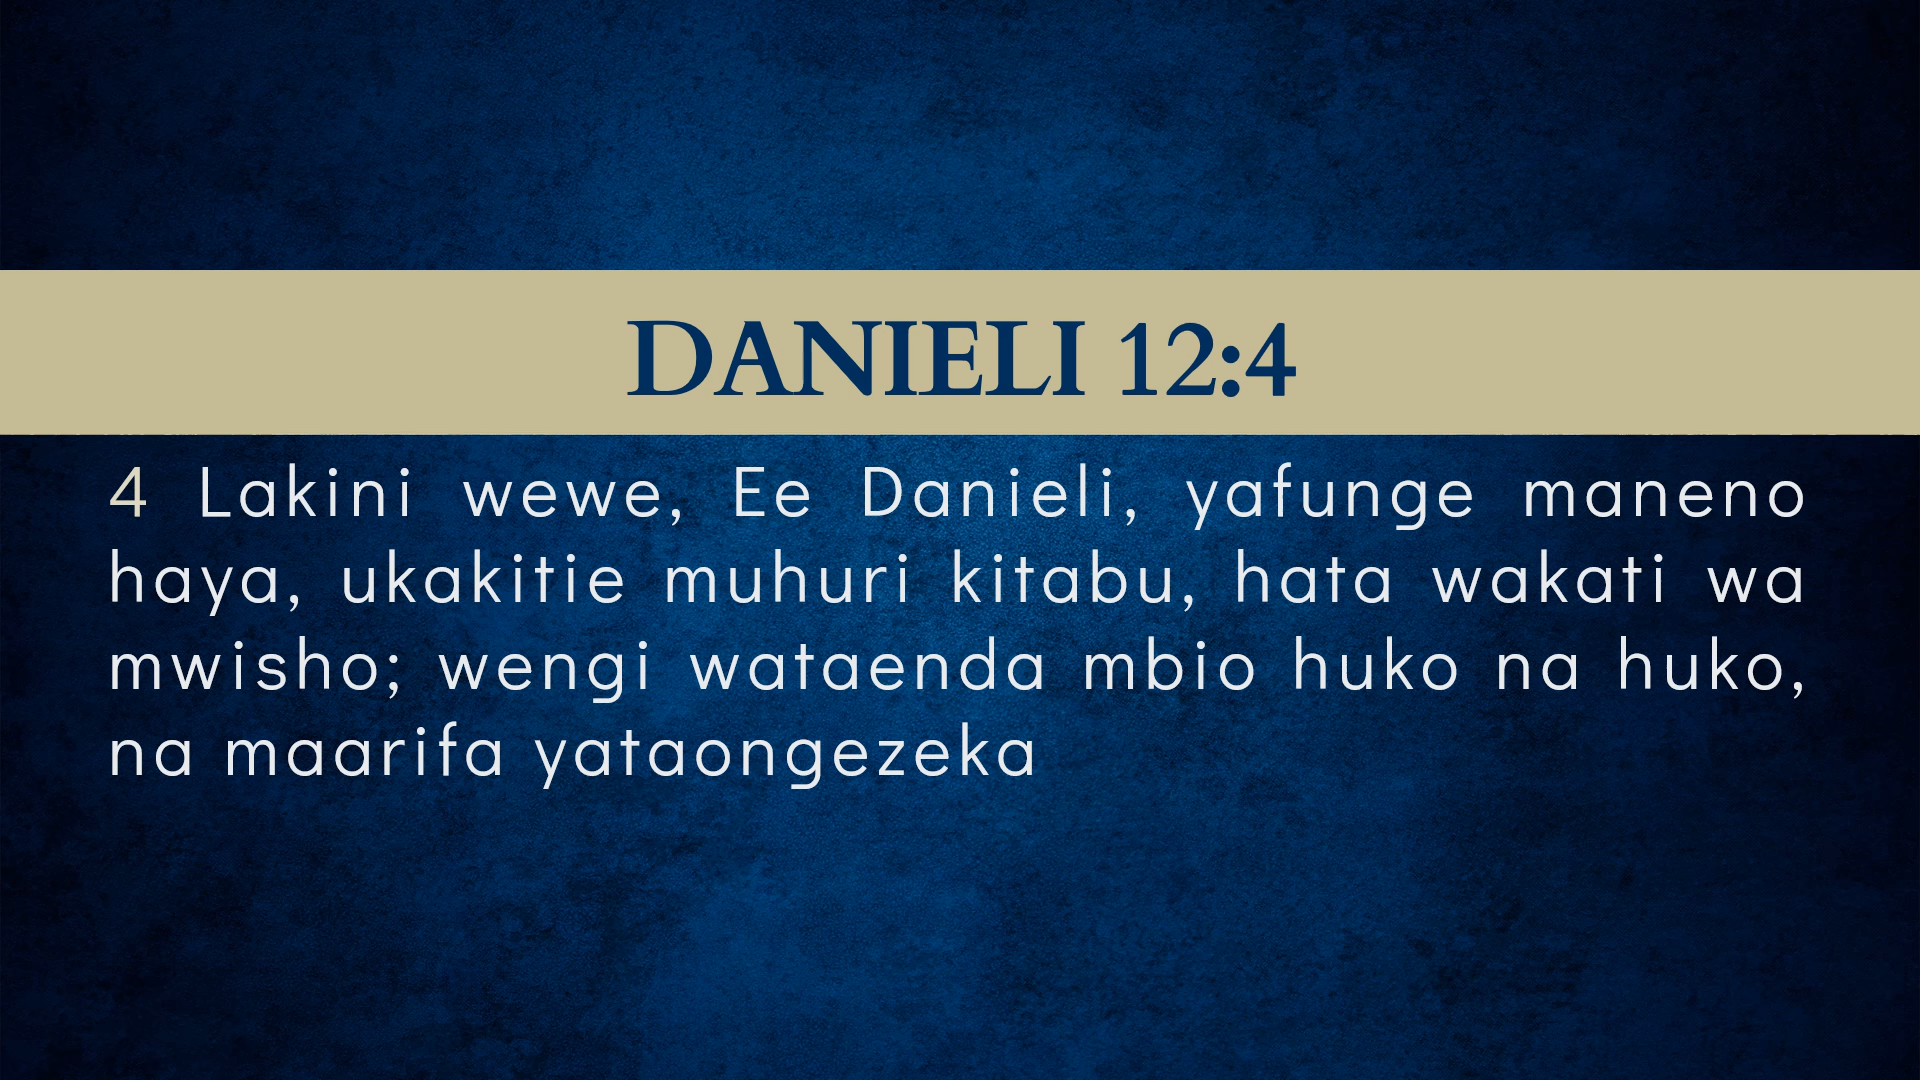 DANIELI 12:4
4 Lakini wewe, Ee Danieli, yafunge maneno
haya, ukakitie muhuri kitabu, hata wakati wa
mwisho; wengi wataenda mbio huko na huko,
na maarifa yataongezeka